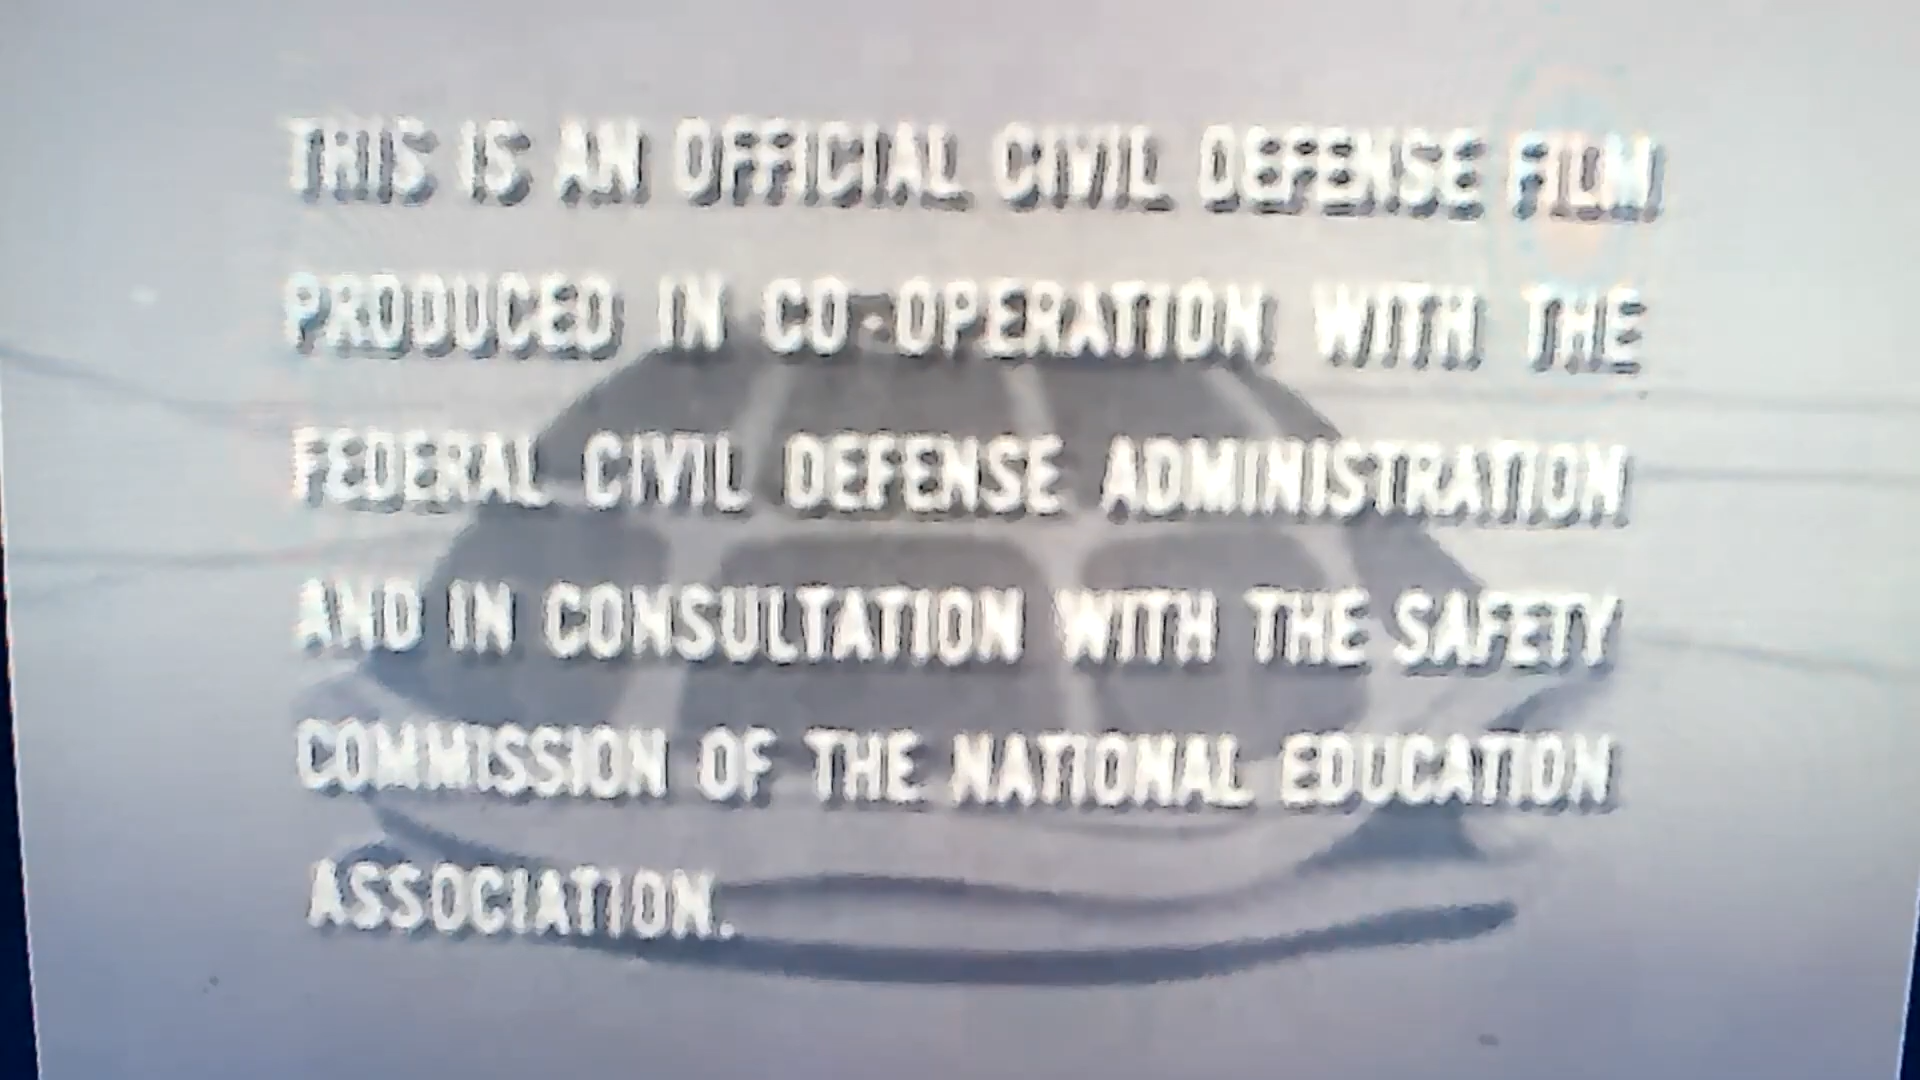 THIS IS AN OFFICIAL CIVIL DEFENSE FILM
PRODUCED IN CO-OPERATION WITH THE
FEDERAL CIVIL DEFENSE ADMINISTRATION
AND IN CONSULTATION WITH THE SAFETY
COMMISSION OF THE NATIONAL EDUCATION
ASSOCIATION.